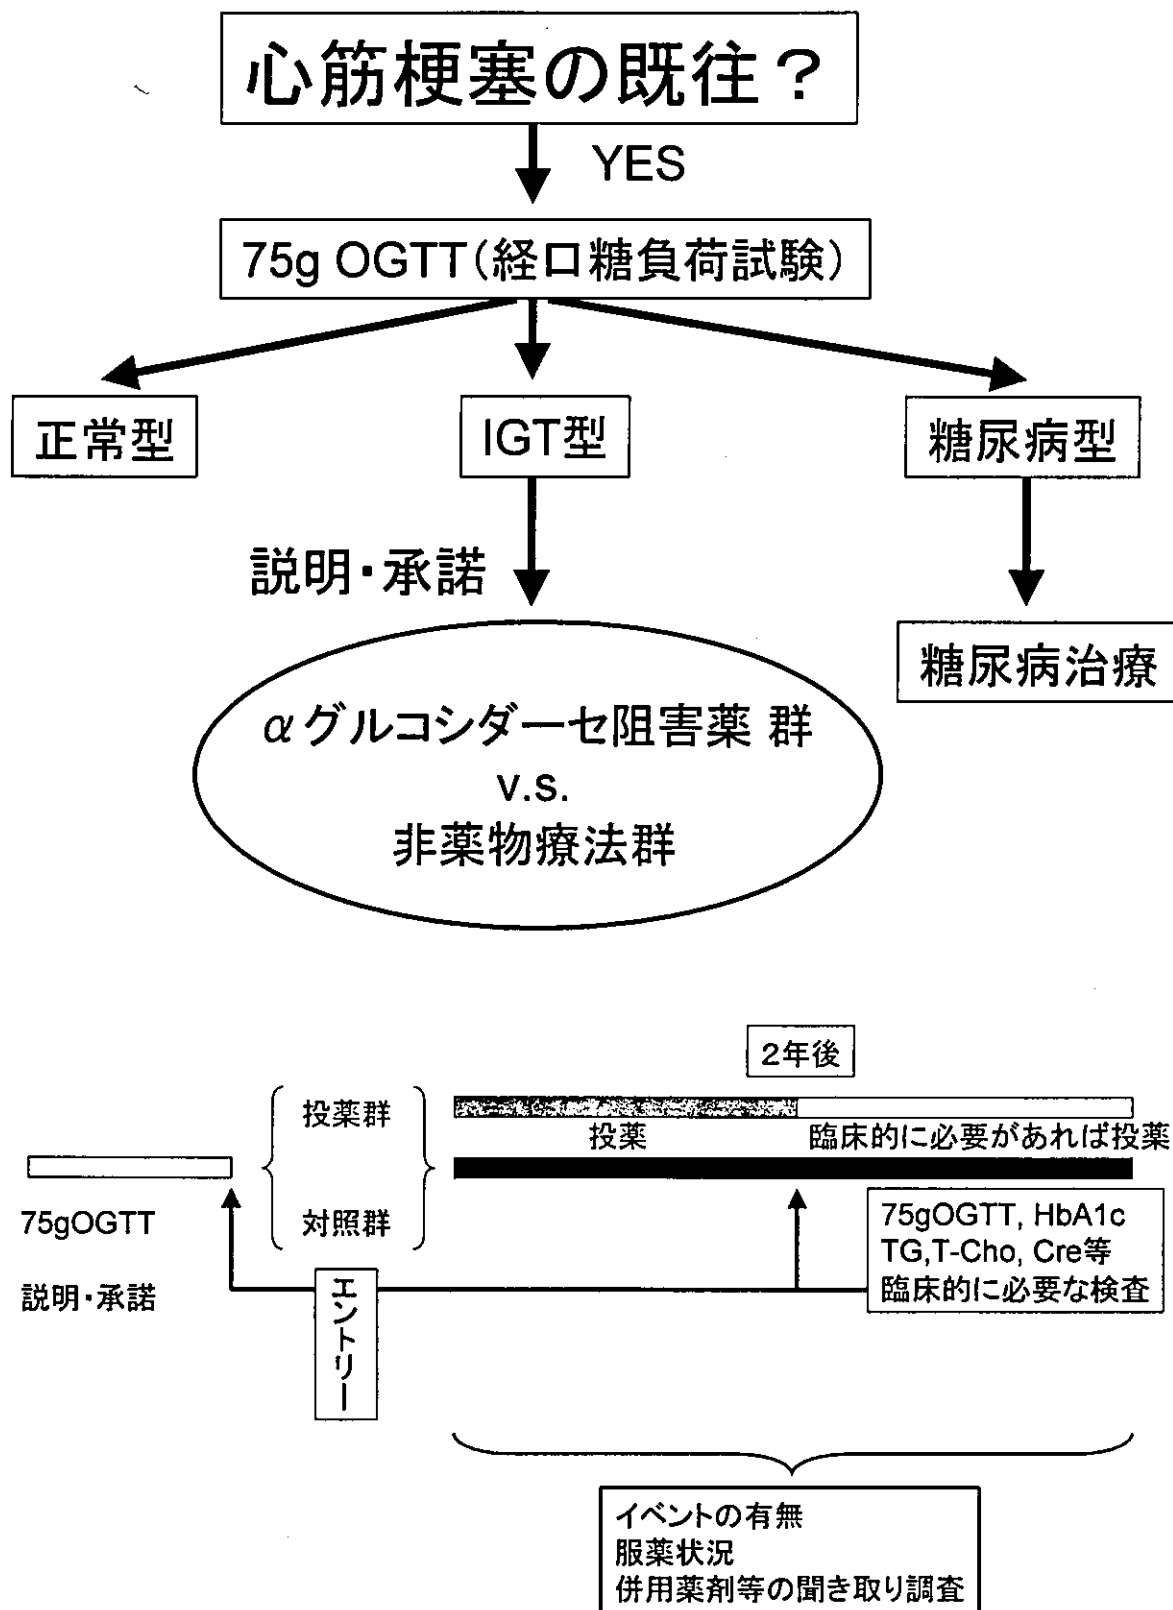 心筋梗塞の既往？
YES
75g OGTT（経口糖負荷試験）
正常型
IGT型
糖尿病型
説明・承諾
糖尿病治療
αグルコシダーセ阻害薬 群
v.s.
非薬物療法群
2年後
投薬群
投薬
臨床的に必要があれば投薬
75gOGTT
対照群
説明・承諾
エントリー
75gOGTT, HbA1c
TG,T-Cho, Cre等
臨床的に必要な検査
イベントの有無
服薬状況
併用薬剤等の聞き取り調査